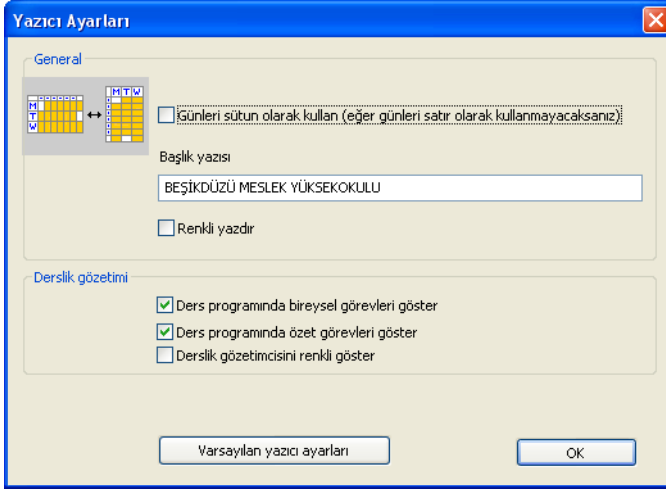 Yazıcı Ayarları
General
M T W
M
T
W
Günleri sütun olarak kullan (eğer günleri satır olarak kullanmayacaksanız)
Başlık yazısı
BEŞİKDÜZÜ MESLEK YÜKSEKOKULU
Renkli yazdır
Derslik gözetimi
Ders programında bireysel görevleri göster
Ders programında özet görevleri göster
Derslik gözetimcisini renkli göster
Varsayılan yazıcı ayarları
OK